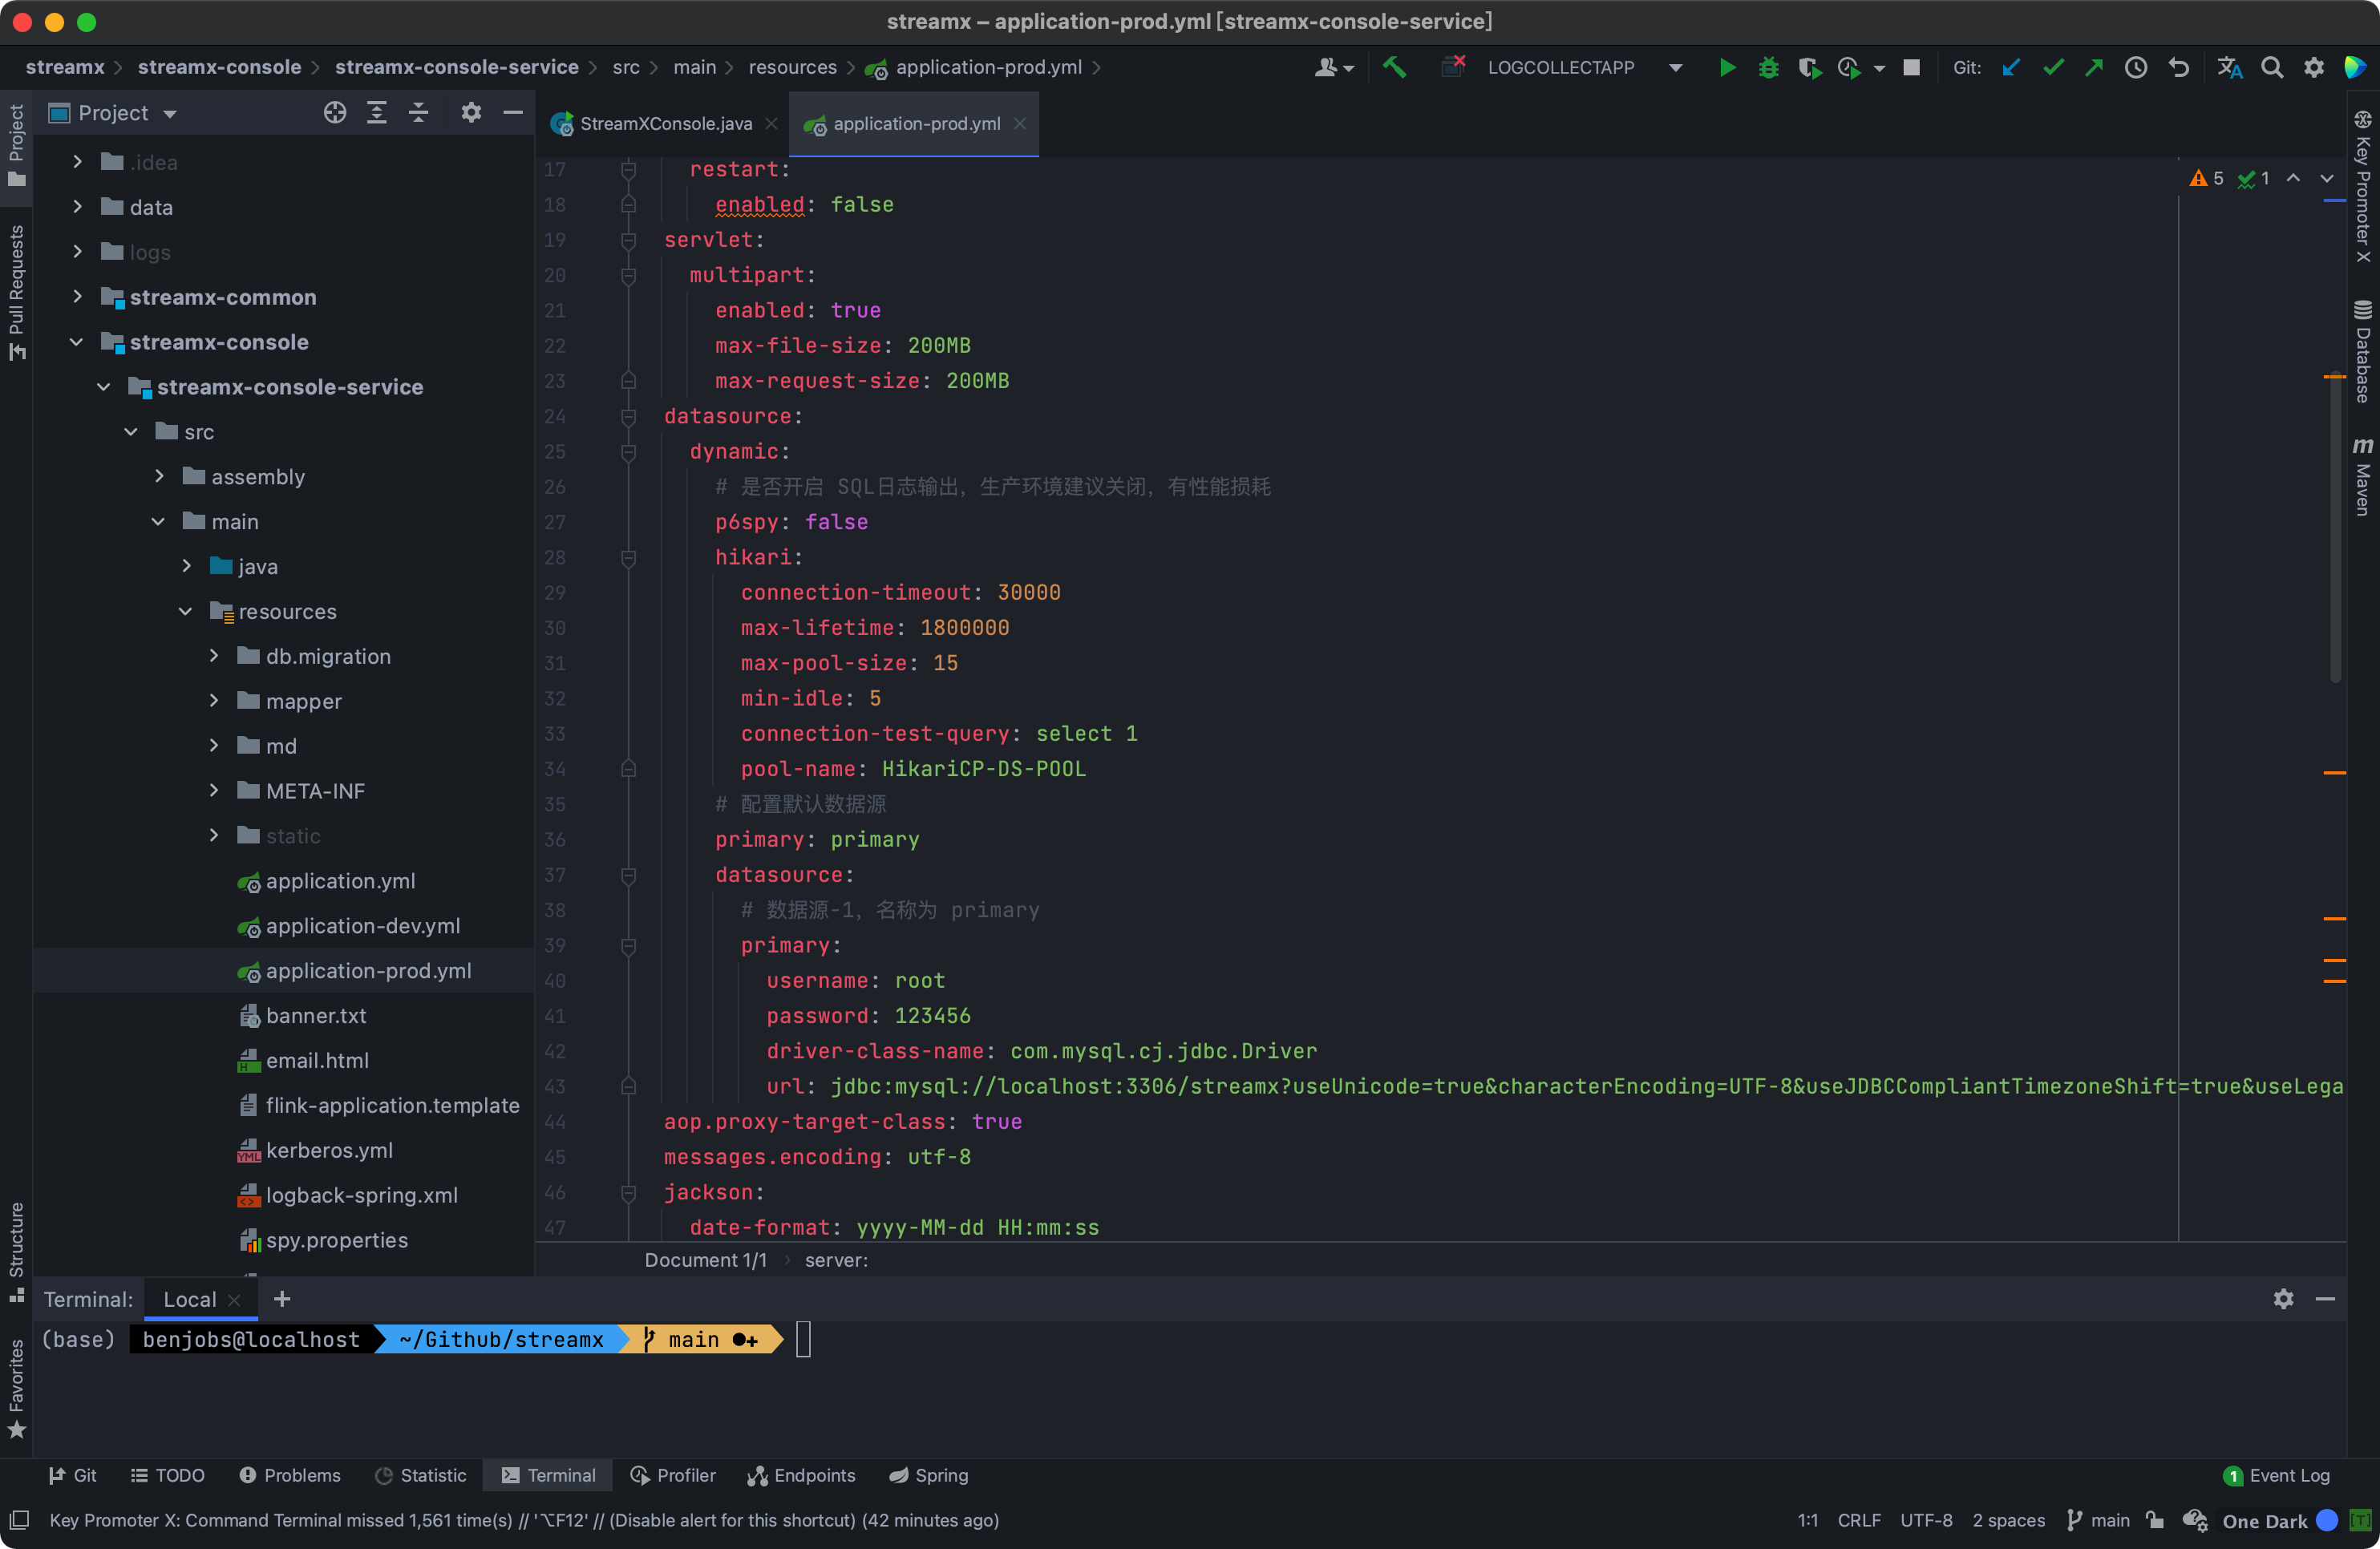 streamx – application-prod.yml [streamx-console-service]
streamx streamx-console streamx-console-service src main resources application-prod.yml LOGCOLLECTAPP Git:
Project
StreamXConsole.java application-prod.yml
Project
Pull Requests
Structure
Favorites
.idea
data
logs
streamx-common
streamx-console
streamx-console-service
src
assembly
main
java
resources
db.migration
mapper
md
META-INF
static
application.yml
application-dev.yml
application-prod.yml
banner.txt
email.html
flink-application.template
kerberos.yml
logback-spring.xml
spy.properties
5 1
17 restart:
18 enabled: false
19 servlet:
20 multipart:
21 enabled: true
22 max-file-size: 200MB
23 max-request-size: 200MB
24 datasource:
25 dynamic:
26 # 是否开启 SQL日志输出，生产环境建议关闭，有性能损耗
27 p6spy: false
28 hikari:
29 connection-timeout: 30000
30 max-lifetime: 1800000
31 max-pool-size: 15
32 min-idle: 5
33 connection-test-query: select 1
34 pool-name: HikariCP-DS-POOL
35 # 配置默认数据源
36 primary: primary
37 datasource:
38 # 数据源-1，名称为 primary
39 primary:
40 username: root
41 password: 123456
42 driver-class-name: com.mysql.cj.jdbc.Driver
43 url: jdbc:mysql://localhost:3306/streamx?useUnicode=true&characterEncoding=UTF-8&useJDBCCompliantTimezoneShift=true&useLega
44 aop.proxy-target-class: true
45 messages.encoding: utf-8
46 jackson:
47 date-format: yyyy-MM-dd HH:mm:ss
Document 1/1 server:
Key Promoter X
Database
m Maven
Terminal: Local
(base) benjobs@localhost ~/Github/streamx main ●+
Git TODO Problems Statistic Terminal Profiler Endpoints Spring 1 Event Log
Key Promoter X: Command Terminal missed 1,561 time(s) // '⌥F12' // (Disable alert for this shortcut) (42 minutes ago) 1:1 CRLF UTF-8 2 spaces main One Dark [T]